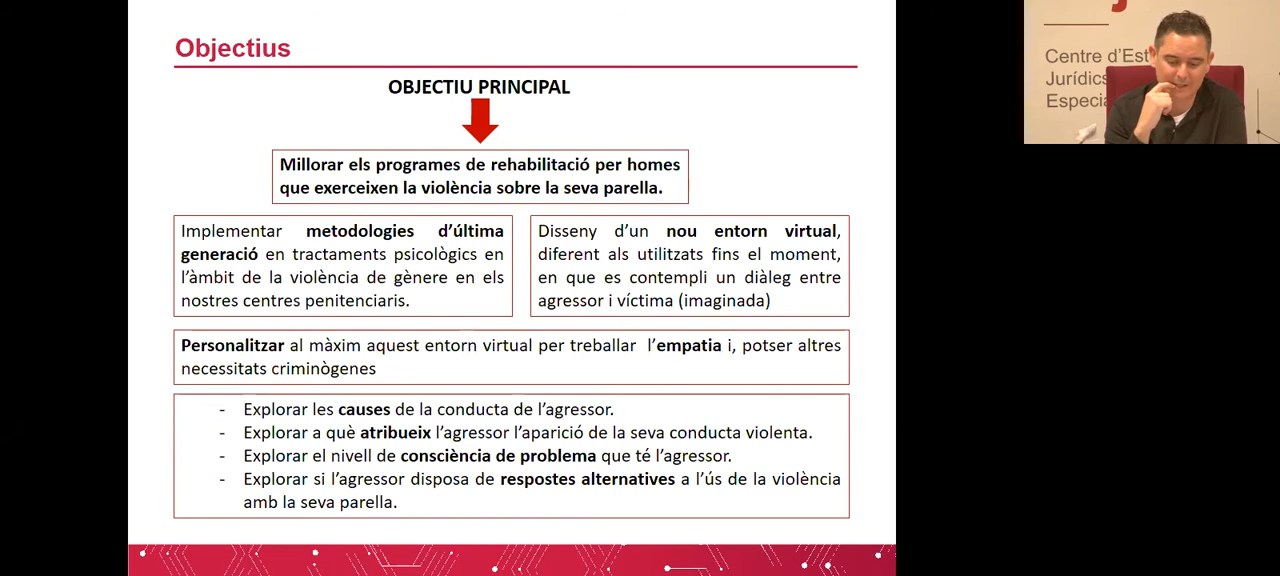 Objectius
OBJECTIU PRINCIPAL
Millorar els programes de rehabilitació per homes
que exerceixen la violència sobre la seva parella.
Implementar metodologies d'última
generació en tractaments psicològics en
l'àmbit de la violència de gènere en els
nostres centres penitenciaris.
Disseny d'un nou entorn virtual,
diferent als utilitzats fins el moment,
en que es contempli un diàleg entre
agressor i víctima (imaginada)
Personalitzar al màxim aquest entorn virtual per treballar l'empatia i, potser altres
necessitats criminògenes
- Explorar les causes de la conducta de l'agressor.
- Explorar a què atribueix l'agressor l'aparició de la seva conducta violenta.
- Explorar el nivell de consciència de problema que té l'agressor.
- Explorar si l'agressor disposa de respostes alternatives a l'ús de la violència
amb la seva parella.
Centre d'Est
Jurídics
Especia